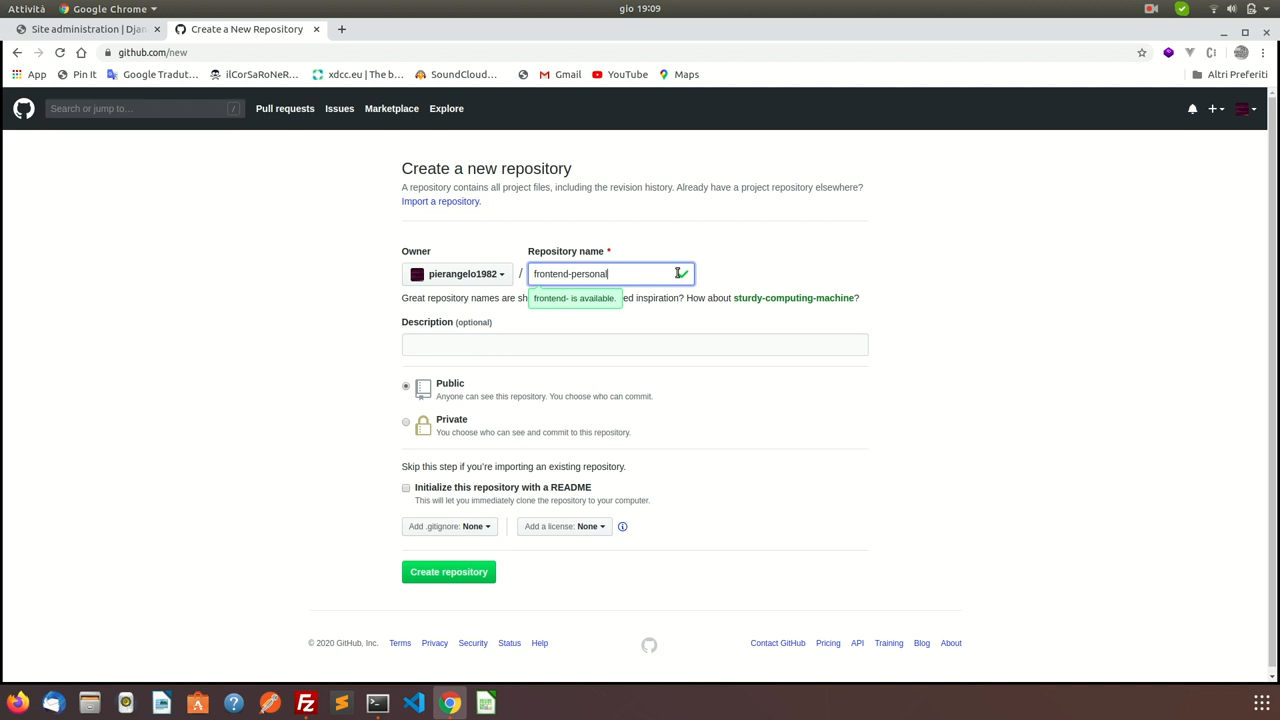 Attività Google Chrome gio 19:09
Site administration | Djan Create a New Repository
github.com/new
App Pin It Google Tradut… ilCorSaRoNeR… xdcc.eu | The b… SoundCloud… Gmail YouTube Maps Altri Preferiti
Search or jump to… / Pull requests Issues Marketplace Explore
Create a new repository
A repository contains all project files, including the revision history. Already have a project repository elsewhere?
Import a repository.
Owner Repository name *
pierangelo1982 / frontend-personal
Great repository names are sh frontend- is available. ed inspiration? How about sturdy-computing-machine?
Description (optional)
Public
Anyone can see this repository. You choose who can commit.
Private
You choose who can see and commit to this repository.
Skip this step if you're importing an existing repository.
Initialize this repository with a README
This will let you immediately clone the repository to your computer.
Add .gitignore: None Add a license: None
Create repository
© 2020 GitHub, Inc. Terms Privacy Security Status Help Contact GitHub Pricing API Training Blog About